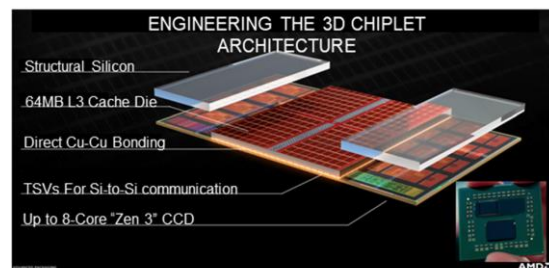 ENGINEERING THE 3D CHIPLET
ARCHITECTURE
Structural Silicon
64MB L3 Cache Die
Direct Cu-Cu Bonding
TSVs For Si-to-Si communication
Up to 8-Core "Zen 3" CCD
AMD